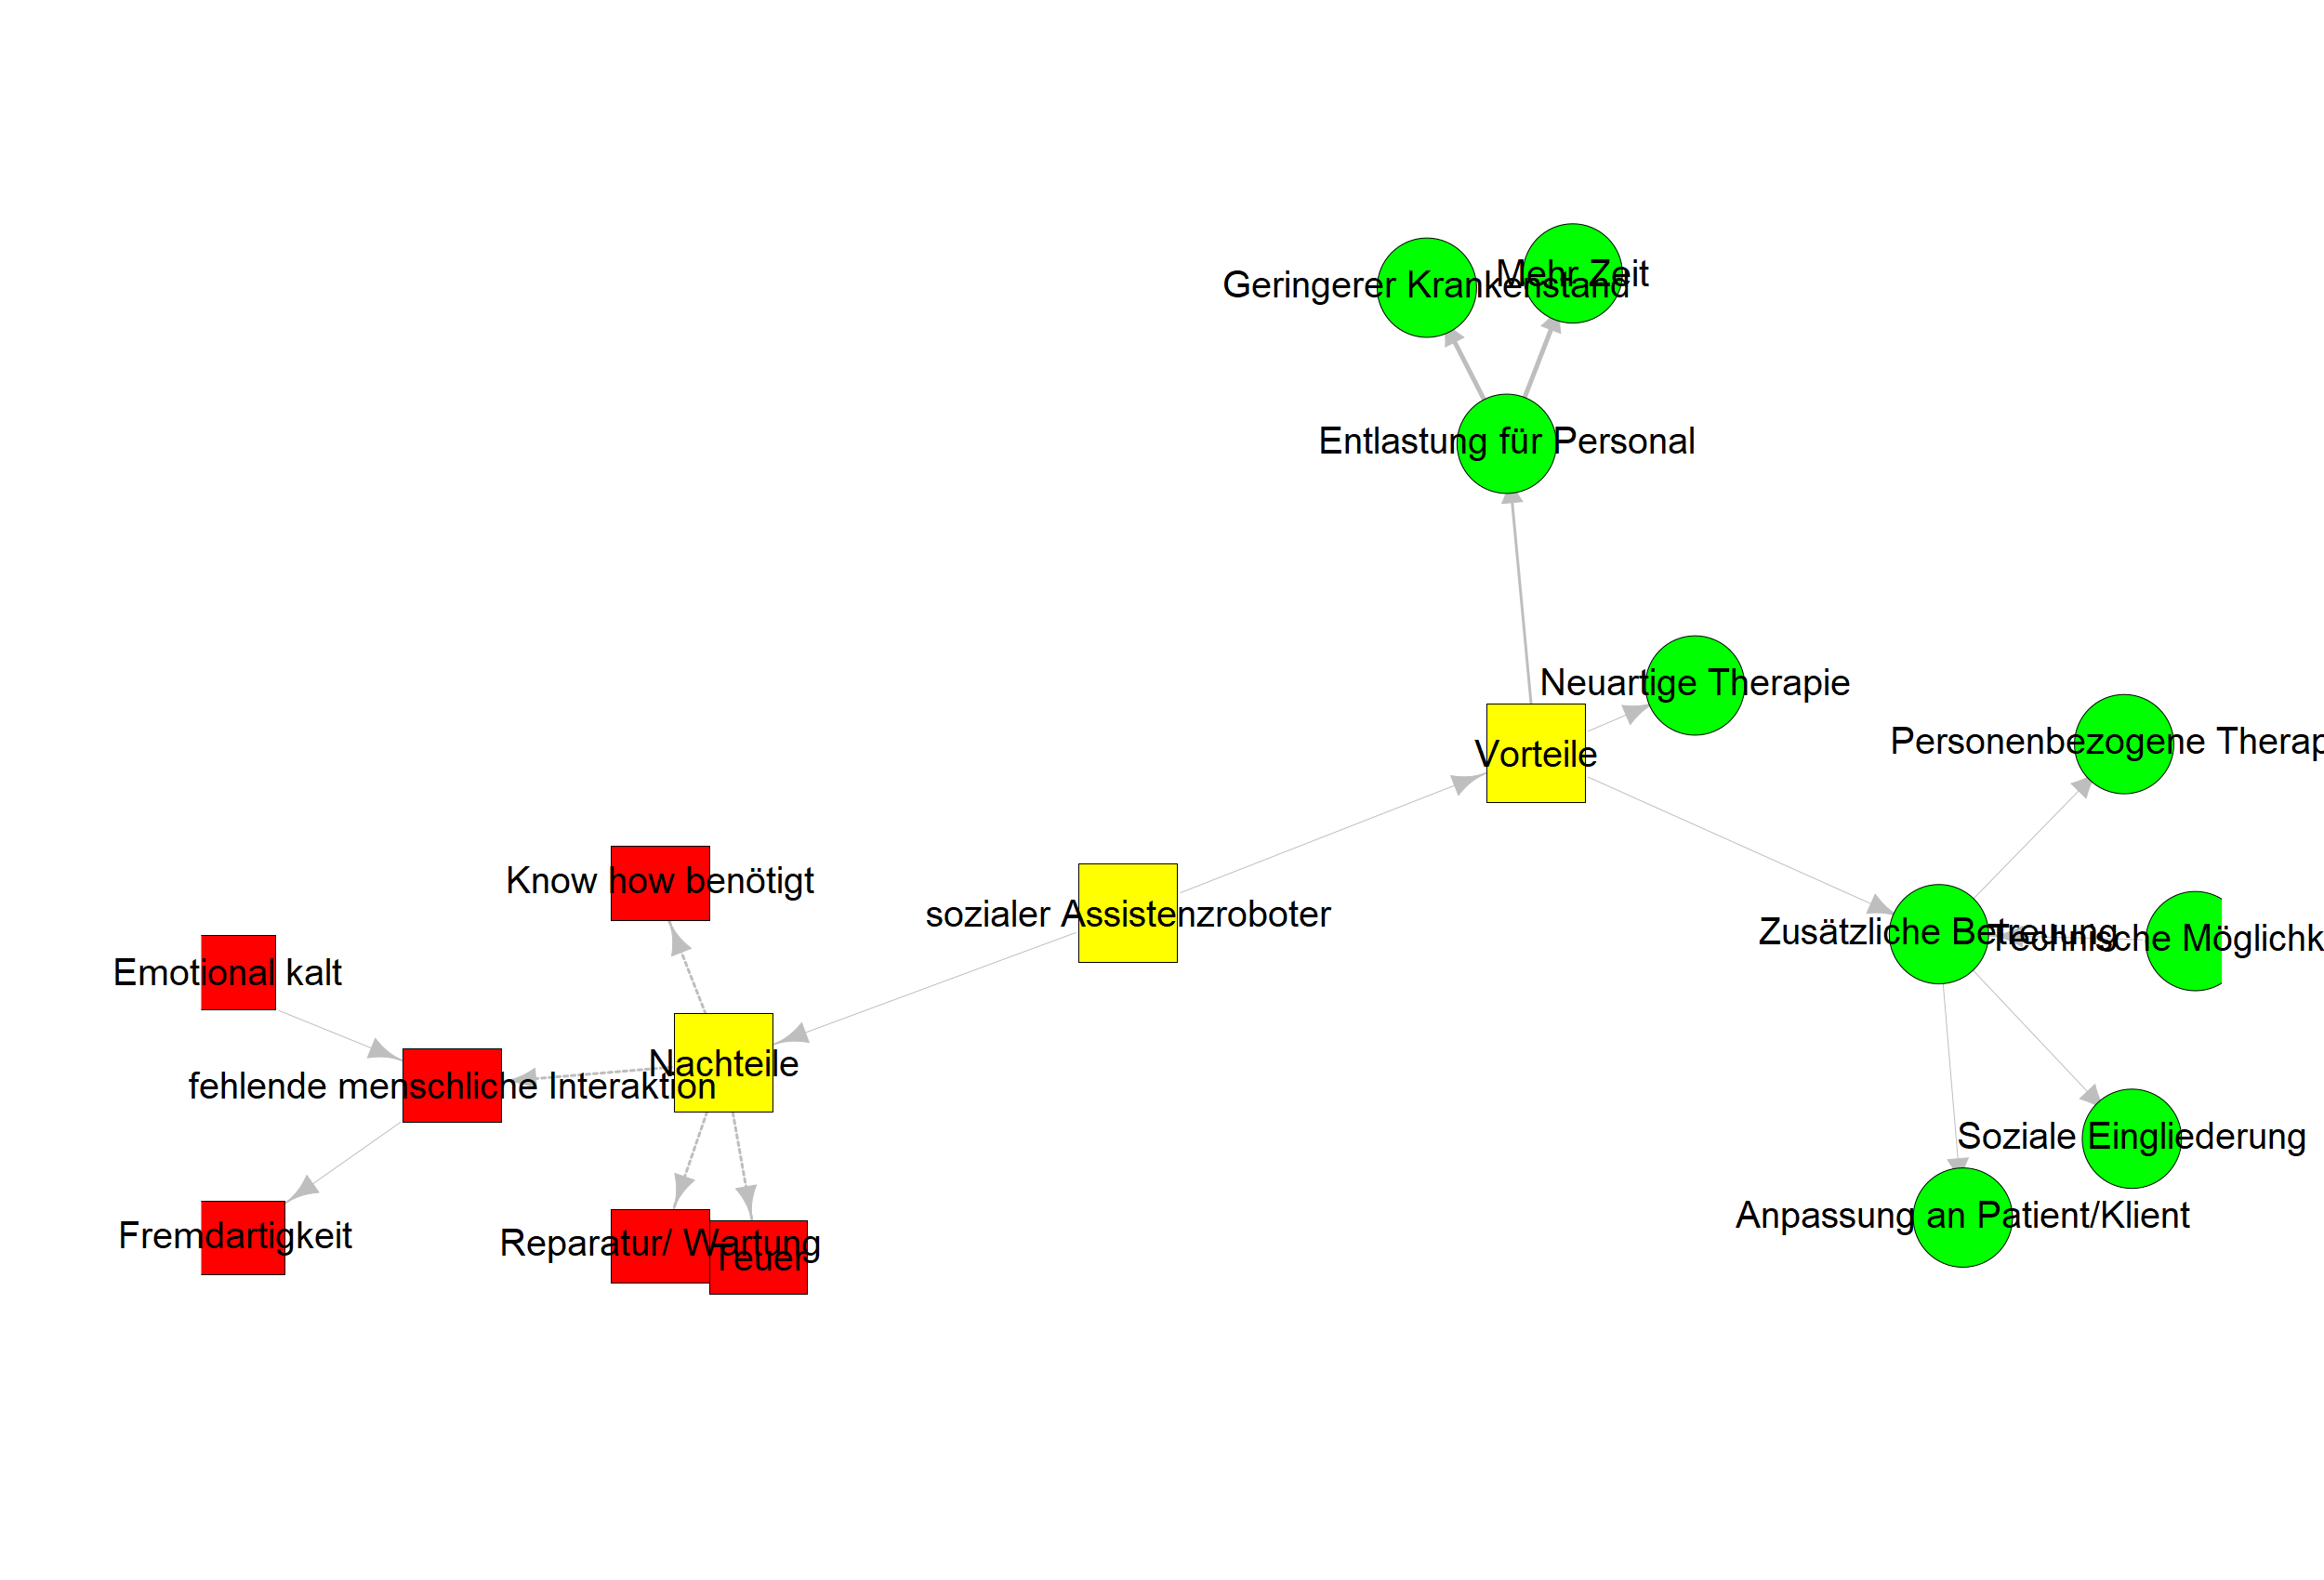 Mehr Zeit
Geringerer Krankenstand
Entlastung für Personal
Neuartige Therapie
Personenbezogene Therap
Vorteile
Know how benötigt
sozialer Assistenzroboter
Zusätzliche Betreuung
Technische Möglichk
Emotional kalt
Nachteile
fehlende menschliche Interaktion
Soziale Eingliederung
Anpassung an Patient/Klient
Fremdartigkeit
Reparatur/ Wartung
Teuer